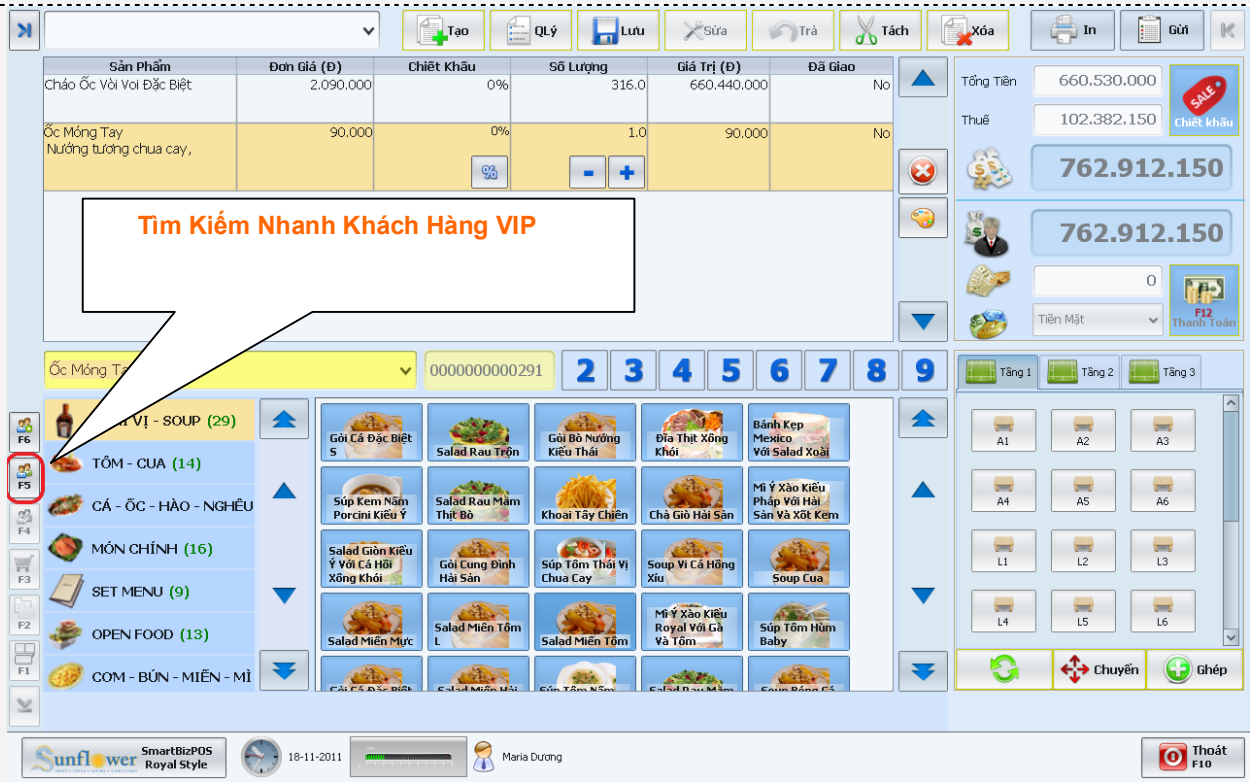 Tạo
QLý
Lưu
Sửa
Trả
Tách
Xóa
In
Gửi
Sản Phẩm Đơn Giá (Đ) Chiết Khấu Số Lượng Giá Trị (Đ) Đã Giao
Cháo Ốc Vòi Voi Đặc Biệt 2.090.000 0% 316.0 660.440.000 No
Ốc Móng Tay 90.000 0% 1.0 90.000 No
Nướng tương chua cay,
%
- +
Tổng Tiền 660.530.000
Thuế 102.382.150
SALE
Chiết khấu
762.912.150
762.912.150
0
Tiền Mặt
F12
Thanh Toán
Tìm Kiếm Nhanh Khách Hàng VIP
0000000000291
2 3 4 5 6 7 8 9
Tầng 1 Tầng 2 Tầng 3
F6
F5
F4
F3
F2
F1
VỊ - SOUP (29)
TÔM - CUA (14)
CÁ - ỐC - HÀO - NGHÊU
MÓN CHÍNH (16)
SET MENU (9)
OPEN FOOD (13)
CƠM - BÚN - MIẾN - MÌ
Gỏi Cá Đặc Biệt
S
Salad Rau Trộn
Gỏi Bò Nướng
Kiểu Thái
Đĩa Thịt Xông
Khói
Bánh Kẹp
Mexico
Với Salad Xoài
Súp Kem Nấm
Porcini Kiểu Ý
Salad Rau Mầm
Thịt Bò
Khoai Tây Chiên
Chả Giò Hải Sản
Mì Ý Xào Kiểu
Pháp Với Hải
Sản Và Xốt Kem
Salad Giòn Kiểu
Ý Với Cá Hồi
Xông Khói
Gỏi Cung Đình
Hải Sản
Súp Tôm Thái Vị
Chua Cay
Soup Vi Cá Hồng
Xíu
Soup Cua
Salad Miến Mực
Salad Miến Tôm
L
Salad Miến Tôm
Mì Ý Xào Kiểu
Royal Với Gà
Và Tôm
Súp Tôm Hùm
Baby
A1 A2 A3
A4 A5 A6
L1 L2 L3
L4 L5 L6
Chuyển
Ghép
Sunflower
SmartBizPOS
Royal Style
18-11-2011
Maria Dương
Thoát
F10